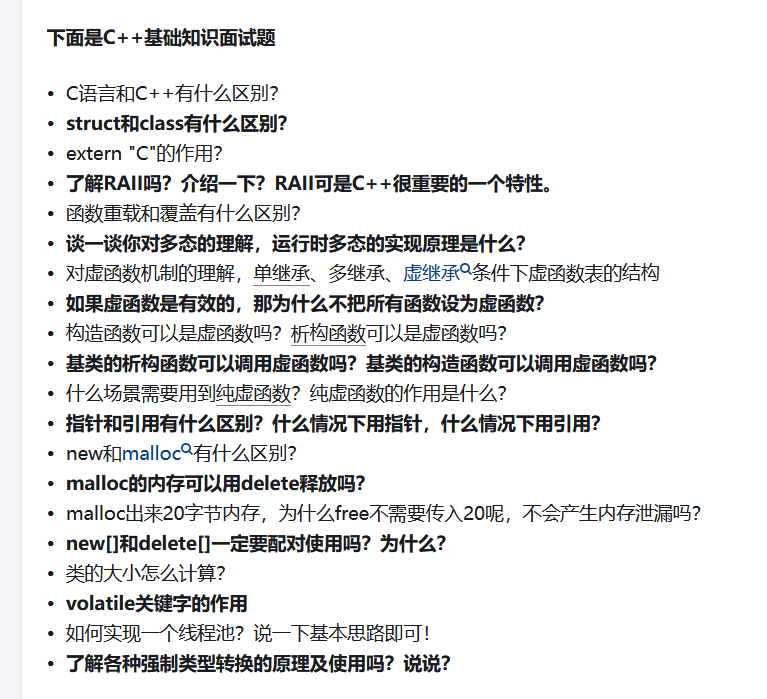 下面是C++基础知识面试题
• C语言和C++有什么区别？
• struct和class有什么区别？
• extern "C"的作用？
• 了解RAII吗？介绍一下？RAII可是C++很重要的一个特性。
• 函数重载和覆盖有什么区别？
• 谈一谈你对多态的理解，运行时多态的实现原理是什么？
• 对虚函数机制的理解，单继承、多继承、虚继承条件下虚函数表的结构
• 如果虚函数是有效的，那为什么不把所有函数设为虚函数？
• 构造函数可以是虚函数吗？析构函数可以是虚函数吗？
• 基类的析构函数可以调用虚函数吗？基类的构造函数可以调用虚函数吗？
• 什么场景需要用到纯虚函数？纯虚函数的作用是什么？
• 指针和引用有什么区别？什么情况下用指针，什么情况下用引用？
• new和malloc有什么区别？
• malloc的内存可以用delete释放吗？
• malloc出来20字节内存，为什么free不需要传入20呢，不会产生内存泄漏吗？
• new[]和delete[]一定要配对使用吗？为什么？
• 类的大小怎么计算？
• volatile关键字的作用
• 如何实现一个线程池？说一下基本思路即可！
• 了解各种强制类型转换的原理及使用吗？说说？